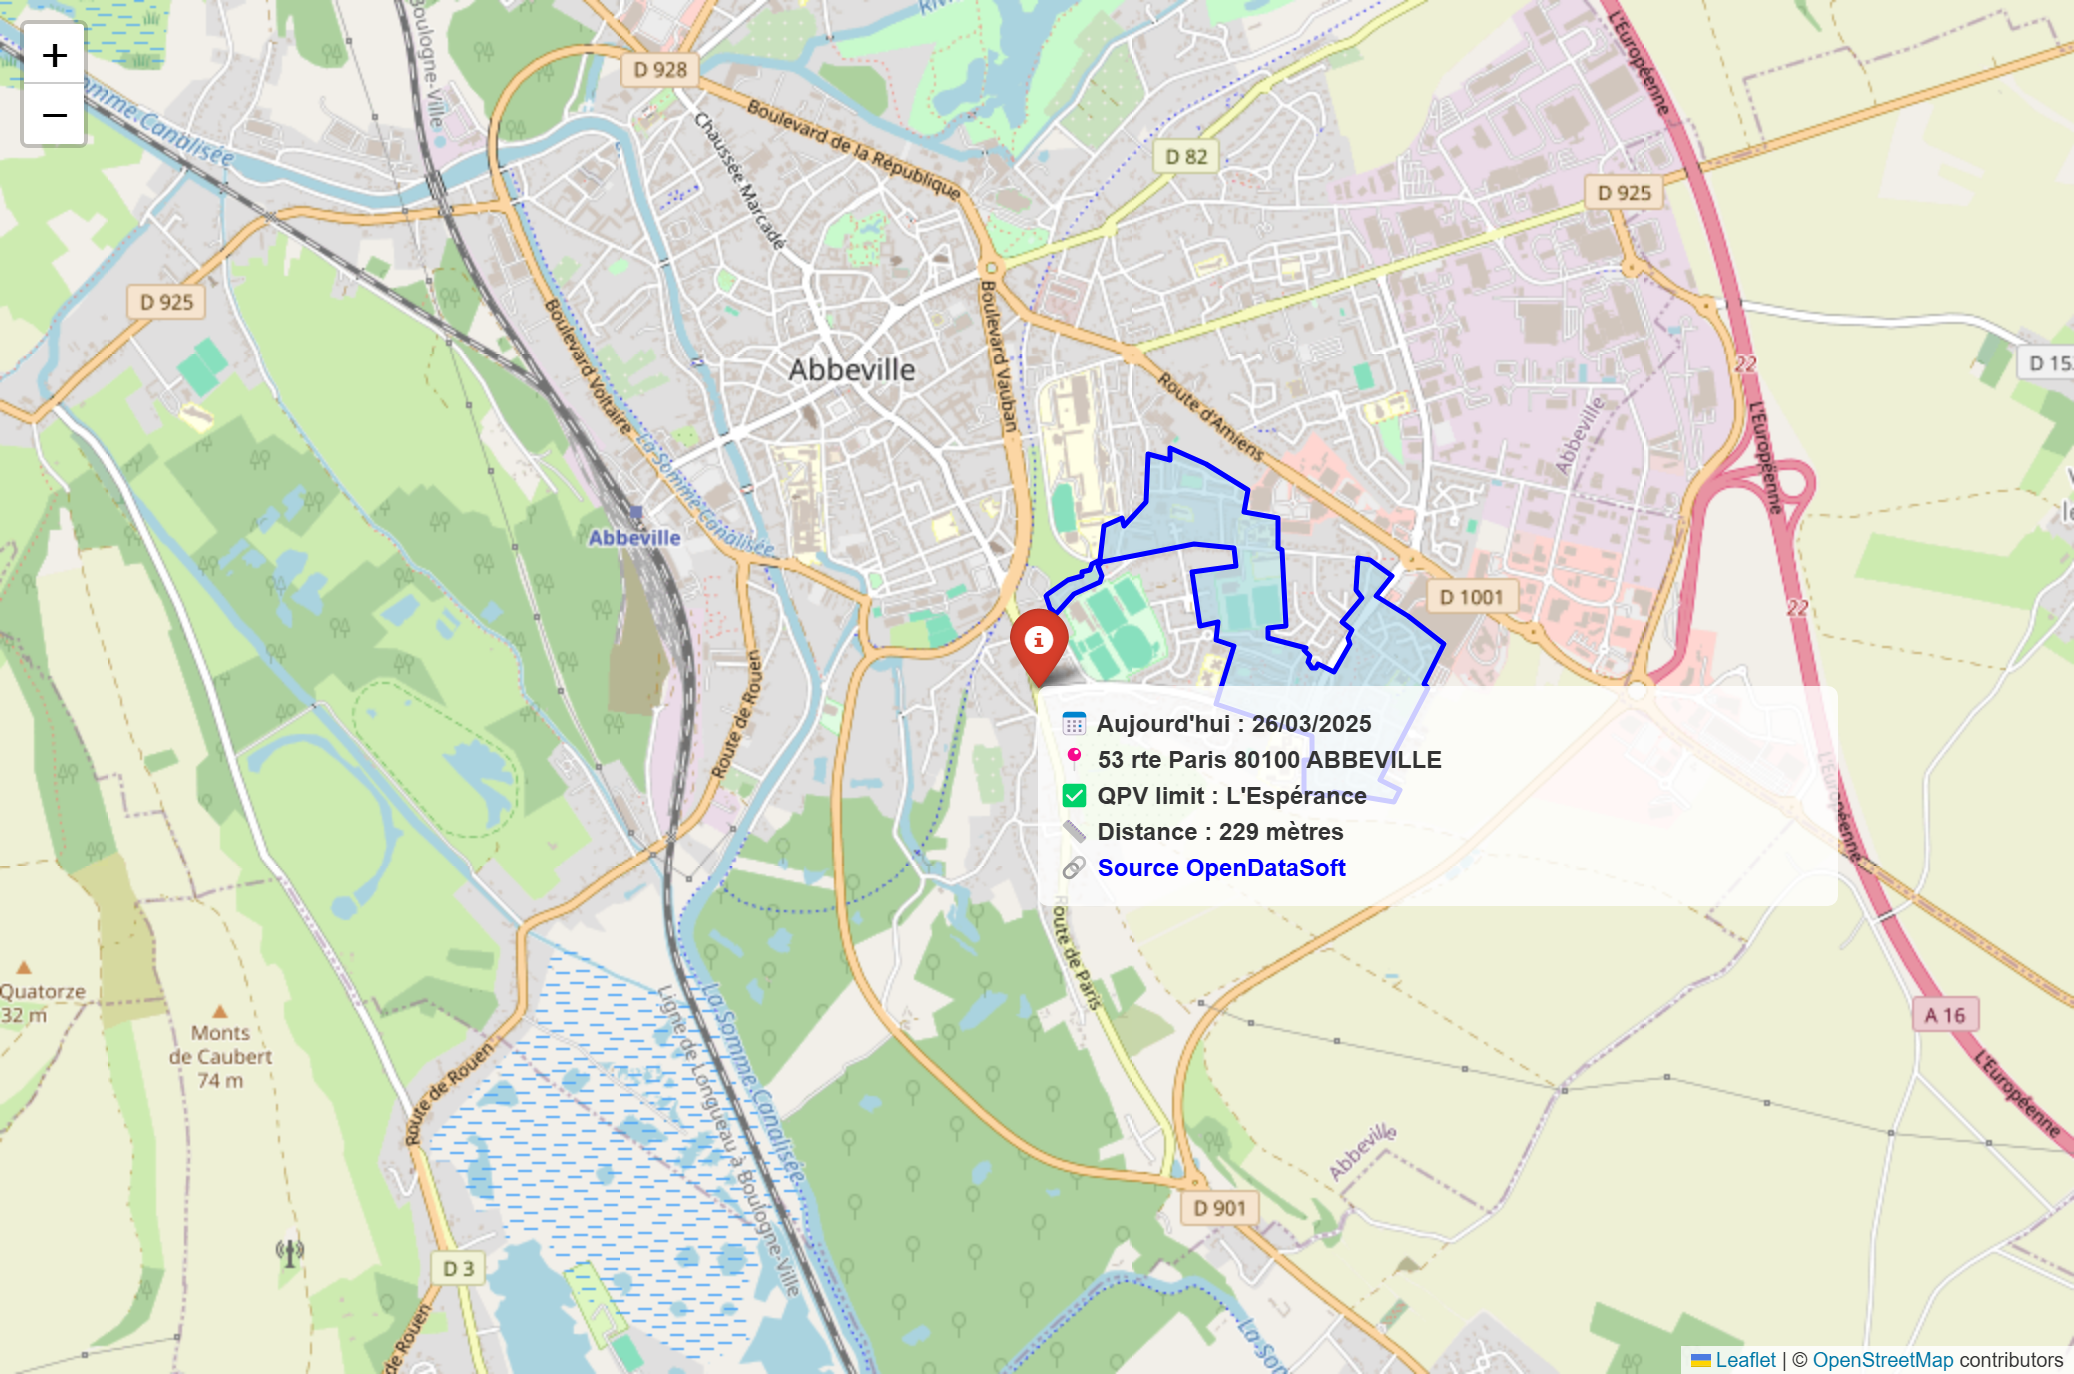 +
−
Boulogne-Ville
Somme Canalisée
D 928
Boulevard de la République
Chaussée Marcadé
D 82
L'Européenne
D 925
D 925
Boulevard Voltaire
Boulevard Vauban
Abbeville
Route d'Amiens
22
L'Européenne
Abbeville
La Somme Canalisée
Abbeville
D 1001
22
Route de Rouen
Aujourd'hui : 26/03/2025
53 rte Paris 80100 ABBEVILLE
QPV limit : L'Espérance
Distance : 229 mètres
Source OpenDataSoft
L'Européenne
Route de Paris
Quatorze
32 m
Monts
de Caubert
74 m
Route de Rouen
Ligne de Longueau à Boulogne-Ville
La Somme Canalisée
A 16
L'Européenne
Abbeville
D 901
D 3
de Rouen
La Som
Leaflet | © OpenStreetMap contributors